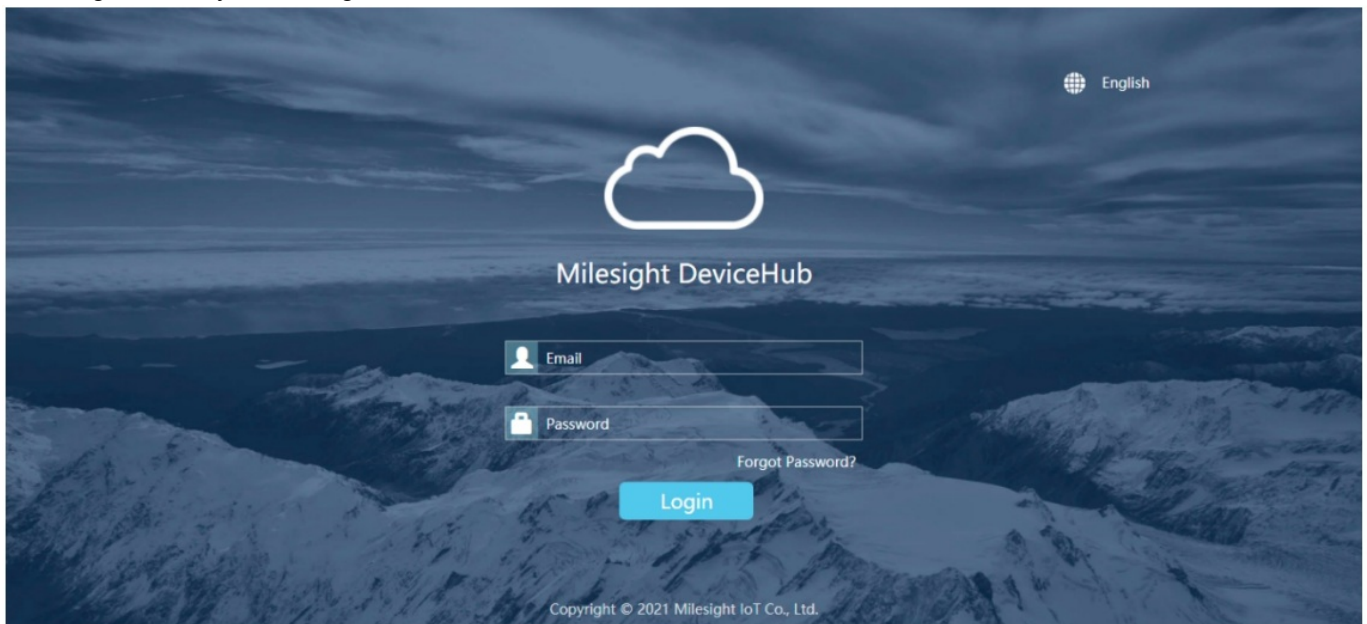 English
Milesight DeviceHub
Email
Password
Forgot Password?
Login
Copyright © 2021 Milesight IoT Co., Ltd.